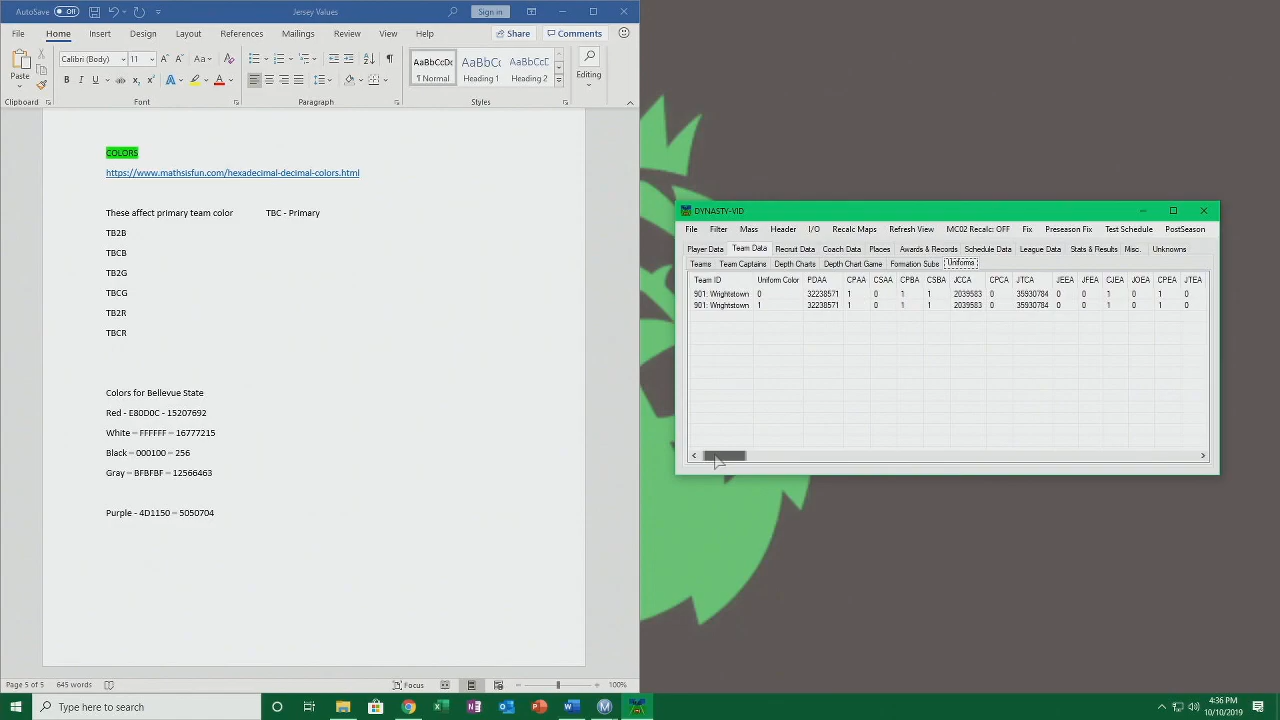 AutoSave Off Jersey Values Sign in
File Home Insert Design Layout References Mailings Review View Help Share Comments
Paste
Calibri (Body) 11 Aa
B I U ab x₂ x² A A
AaBbCcDc AaBbCc AaBbCcD
¶ Normal Heading 1 Heading 2
Editing
Clipboard Font Paragraph Styles
COLORS
https://www.mathsisfun.com/hexadecimal-decimal-colors.html
These affect primary team color TBC - Primary
TB2B
TBCB
TB2G
TBCG
TB2R
TBCR
Colors for Bellevue State
Red - E80D0C - 15207692
White – FFFFFF – 16777215
Black – 000100 – 256
Gray – BFBFBF – 12566463
Purple - 4D1150 – 5050704
Page 5 of 5 645 words Focus 100%
DYNASTY-VID
File Filter Mass Header I/O Recalc Maps Refresh View MC02 Recalc: OFF Fix Preseason Fix Test Schedule PostSeason
Player Data Team Data Recruit Data Coach Data Places Awards & Records Schedule Data League Data Stats & Results Misc. Unknowns
Teams Team Captains Depth Charts Depth Chart Game Formation Subs Uniforms
Team ID Uniform Color PDAA CPAA CSAA CPBA CSBA JCCA CPCA JTCA JEEA JFEA CJEA JOEA CPEA JTEA
901: Wrightstown 0 32238571 1 0 1 1 2039583 0 35930784 0 0 1 0 1 0
901: Wrightstown 1 32238571 1 0 1 1 2039583 0 35930784 0 0 1 0 1 0
Type here to search
4:36 PM
10/10/2019